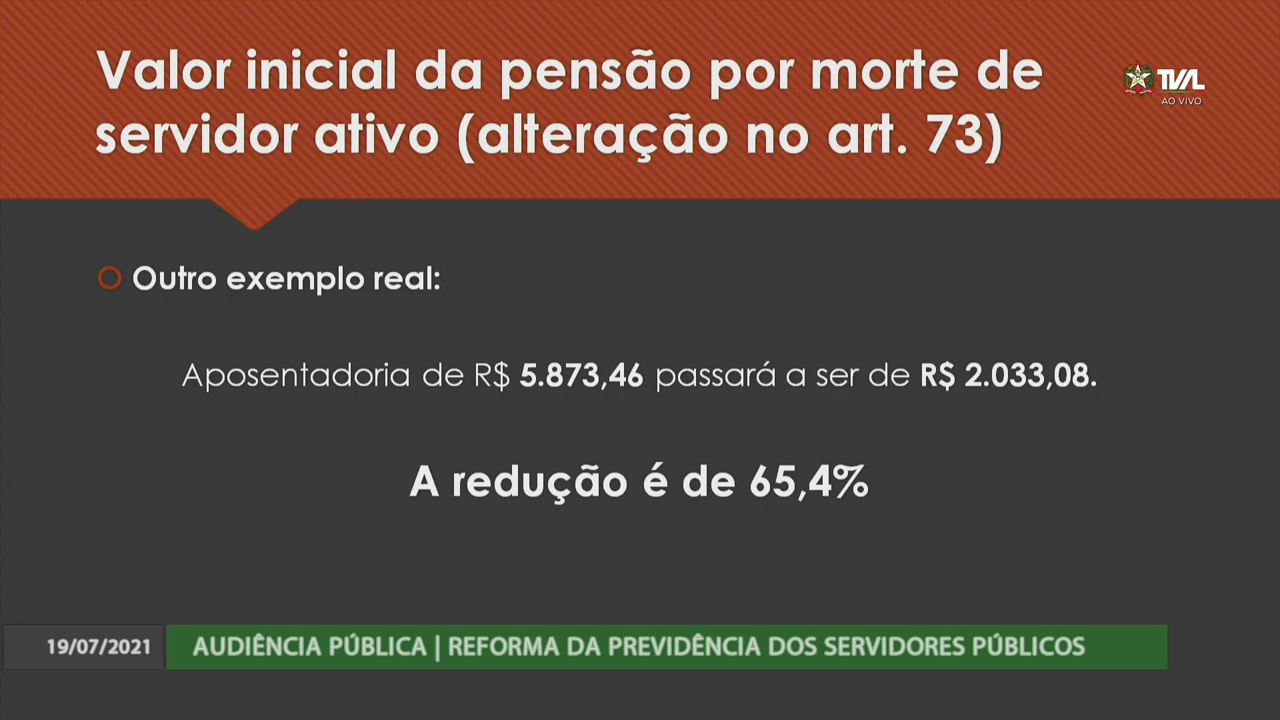 Valor inicial da pensão por morte de
servidor ativo (alteração no art. 73)
TVAL
AO VIVO
Outro exemplo real:
Aposentadoria de R$ 5.873,46 passará a ser de R$ 2.033,08.
A redução é de 65,4%
19/07/2021
AUDIÊNCIA PÚBLICA | REFORMA DA PREVIDÊNCIA DOS SERVIDORES PÚBLICOS